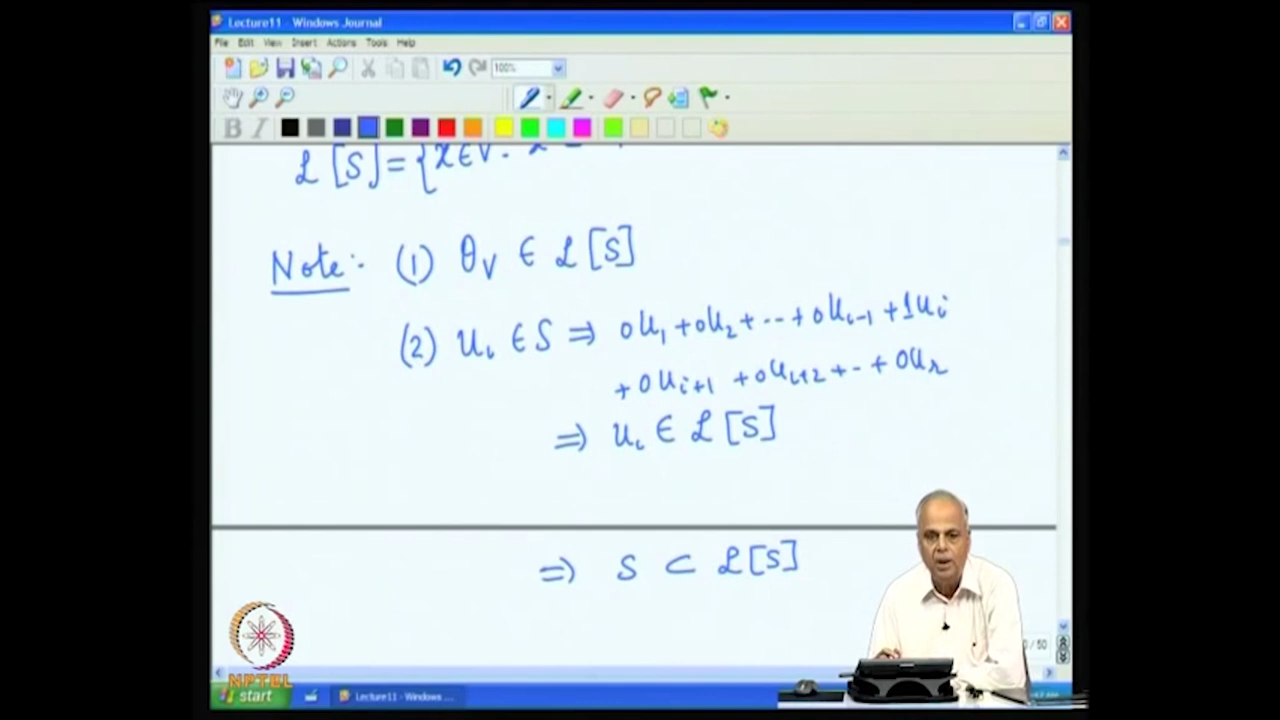 Lecture11 - Windows Journal
File Edit View Insert Actions Tools Help
100%
B I
ℒ[S] = {x ∈ V : x =
Note:- (1) θ_V ∈ ℒ[S]
(2) u_i ∈ S ⇒ 0u_1 + 0u_2 + ... + 0u_{i-1} + 1u_i
+ 0u_{i+1} + 0u_{i+2} + .. + 0u_r
⇒ u_i ∈ ℒ[S]
⇒ S ⊂ ℒ[S]
/50
NPTEL
start Lecture11 - Windows ...